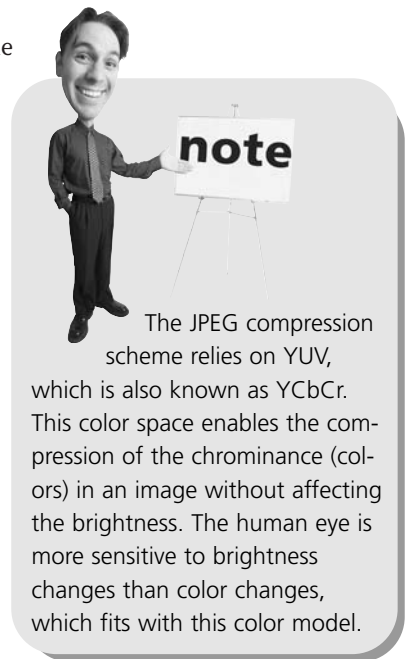 e
note
The JPEG compression
scheme relies on YUV,
which is also known as YCbCr.
This color space enables the com-
pression of the chrominance (col-
ors) in an image without affecting
the brightness. The human eye is
more sensitive to brightness
changes than color changes,
which fits with this color model.